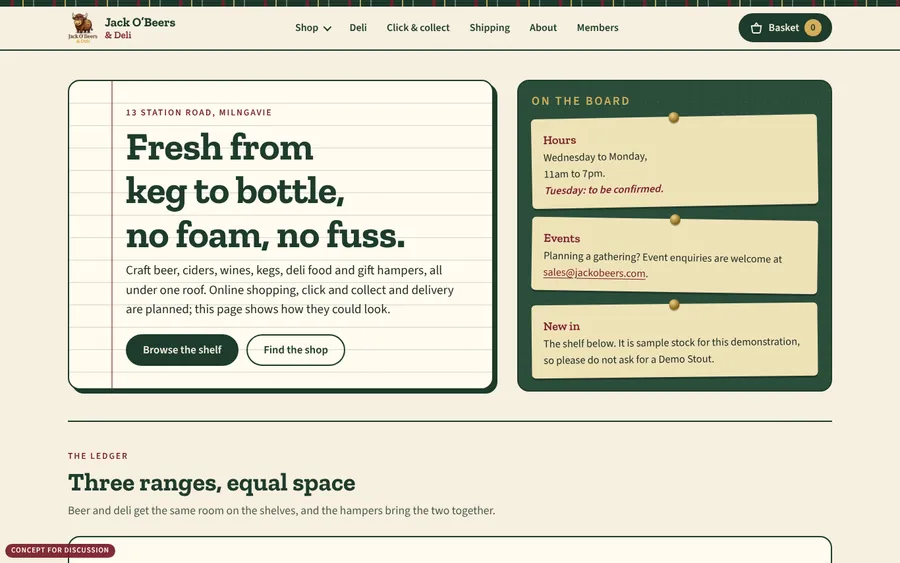 Jack O'Beers
& Deli
Jack O'Beers
& Deli
Shop
Deli
Click & collect
Shipping
About
Members
Basket 0
13 STATION ROAD, MILNGAVIE
Fresh from
keg to bottle,
no foam, no fuss.
Craft beer, ciders, wines, kegs, deli food and gift hampers, all
under one roof. Online shopping, click and collect and delivery
are planned; this page shows how they could look.
Browse the shelf
Find the shop
ON THE BOARD
Hours
Wednesday to Monday,
11am to 7pm.
Tuesday: to be confirmed.
Events
Planning a gathering? Event enquiries are welcome at
sales@jackobeers.com.
New in
The shelf below. It is sample stock for this demonstration,
so please do not ask for a Demo Stout.
THE LEDGER
Three ranges, equal space
Beer and deli get the same room on the shelves, and the hampers bring the two together.
CONCEPT FOR DISCUSSION